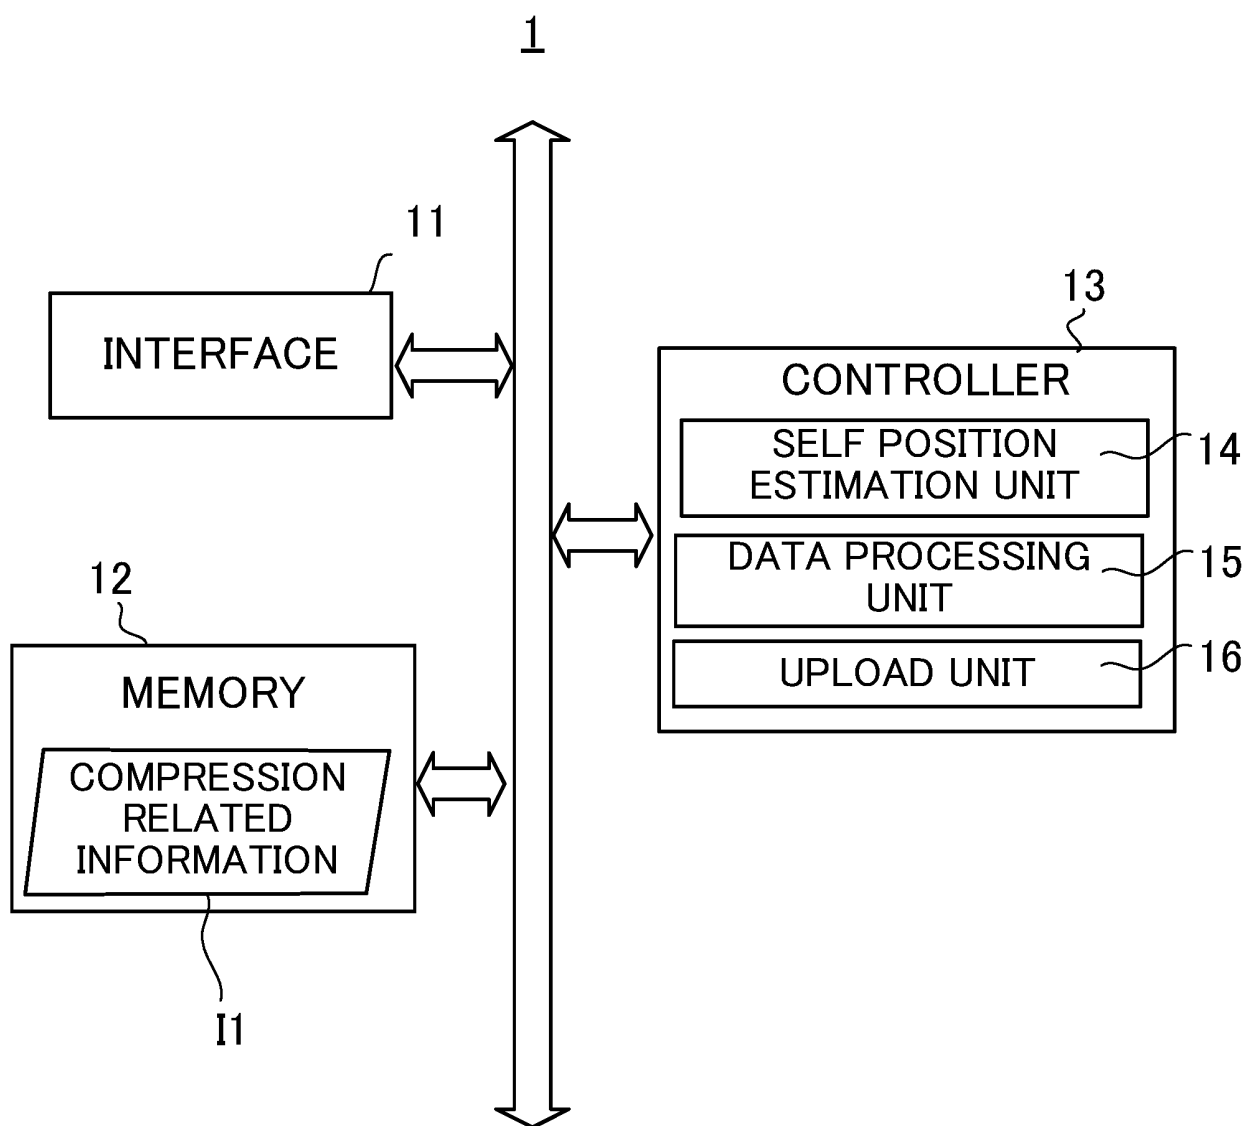 1
11
INTERFACE
13
CONTROLLER
SELF POSITION
ESTIMATION UNIT
14
DATA PROCESSING
UNIT
15
UPLOAD UNIT
16
12
MEMORY
COMPRESSION
RELATED
INFORMATION
I1